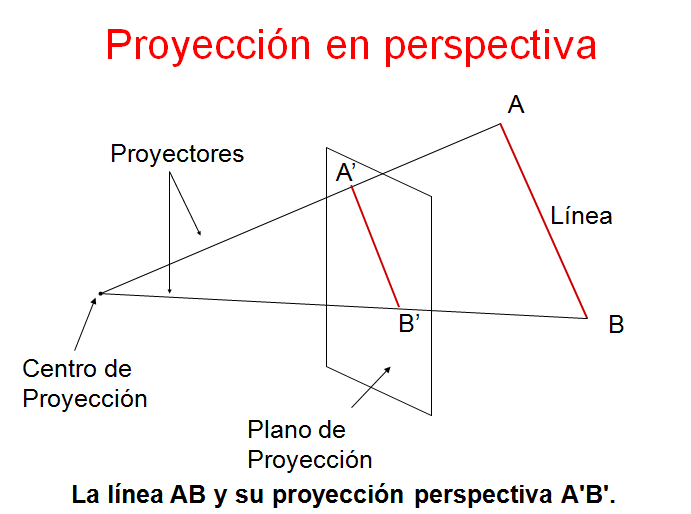 Proyección en perspectiva
A
Proyectores
A’
Línea
B’
B
Centro de
Proyección
Plano de
Proyección
La línea AB y su proyección perspectiva A'B'.